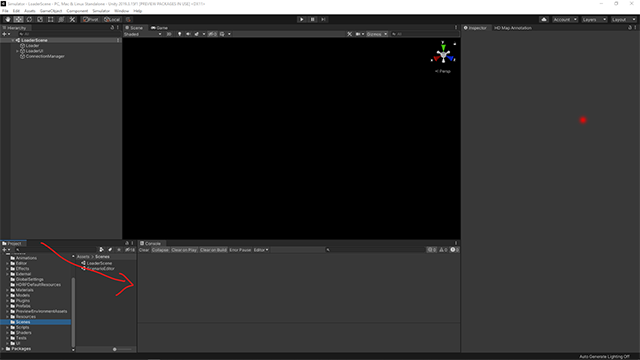 Simulator - LoaderScene - PC, Mac & Linux Standalone - Unity 2019.3.
[PREVIEW PACKAGES IN USE] <DX11>
File Edit Assets GameObject Component Simulator Window Help
Pivot Local Account Layers Layout
Hierarchy Scene Game Inspector HD Map Annotation
All Shaded 2D Gizmos All
LoaderScene
Loader
LoaderUI
ConnectionManager
Persp
Project Console
Clear Collapse Clear on Play Clear on Build Error Pause Editor
Animations
Editor
Effects
External
GlobalSettings
HDRPDefaultResources
Materials
Models
Plugins
Prefabs
PreviewEnvironmentAssets
Resources
Scenes
Scripts
Shaders
Tests
UI
Packages
Assets > Scenes
LoaderScene
ScenarioEditor
Auto Generate Lighting Off